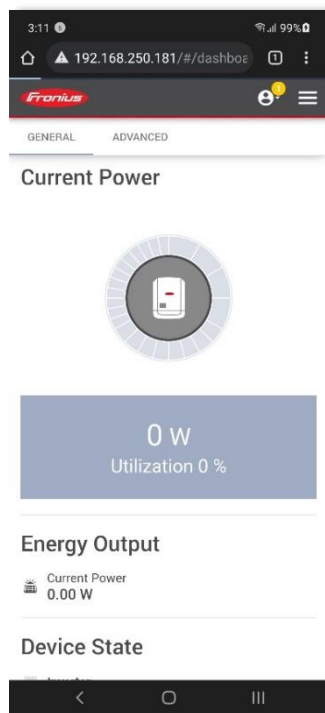 3:11 99%
192.168.250.181/#/dashboa 1
Fronius
GENERAL ADVANCED
Current Power
0 W
Utilization 0 %
Energy Output
Current Power
0.00 W
Device State